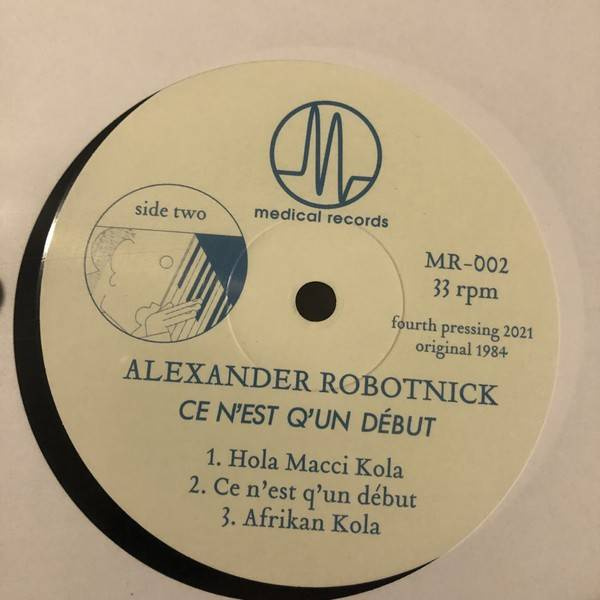 medical records
side two
MR-002
33 rpm
fourth pressing 2021
original 1984
ALEXANDER ROBOTNICK
CE N'EST Q'UN DÉBUT
1. Hola Macci Kola
2. Ce n'est q'un début
3. Afrikan Kola